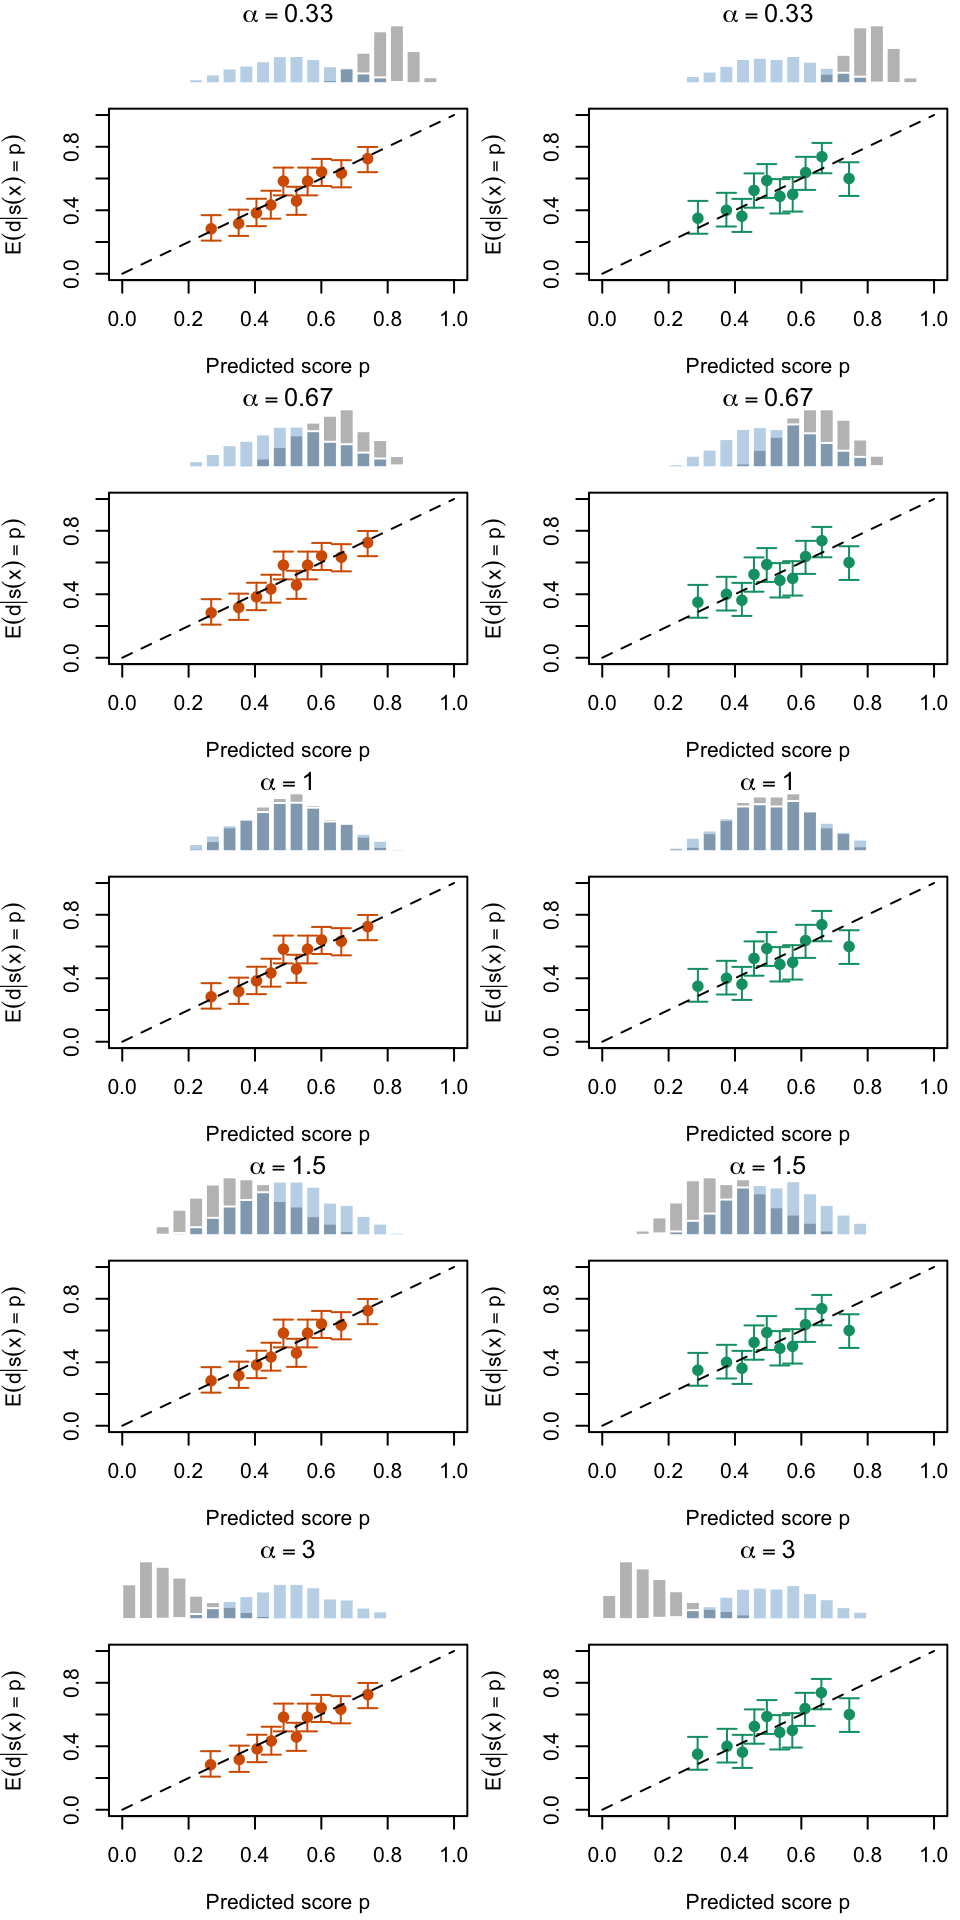 α = 0.33
α = 0.33
E(d|s(x) = p)
0.0 0.4 0.8
0.0 0.2 0.4 0.6 0.8 1.0
Predicted score p
E(d|s(x) = p)
0.0 0.4 0.8
0.0 0.2 0.4 0.6 0.8 1.0
Predicted score p
α = 0.67
α = 0.67
E(d|s(x) = p)
0.0 0.4 0.8
0.0 0.2 0.4 0.6 0.8 1.0
Predicted score p
E(d|s(x) = p)
0.0 0.4 0.8
0.0 0.2 0.4 0.6 0.8 1.0
Predicted score p
α = 1
α = 1
E(d|s(x) = p)
0.0 0.4 0.8
0.0 0.2 0.4 0.6 0.8 1.0
Predicted score p
E(d|s(x) = p)
0.0 0.4 0.8
0.0 0.2 0.4 0.6 0.8 1.0
Predicted score p
α = 1.5
α = 1.5
E(d|s(x) = p)
0.0 0.4 0.8
0.0 0.2 0.4 0.6 0.8 1.0
Predicted score p
E(d|s(x) = p)
0.0 0.4 0.8
0.0 0.2 0.4 0.6 0.8 1.0
Predicted score p
α = 3
α = 3
E(d|s(x) = p)
0.0 0.4 0.8
0.0 0.2 0.4 0.6 0.8 1.0
Predicted score p
E(d|s(x) = p)
0.0 0.4 0.8
0.0 0.2 0.4 0.6 0.8 1.0
Predicted score p